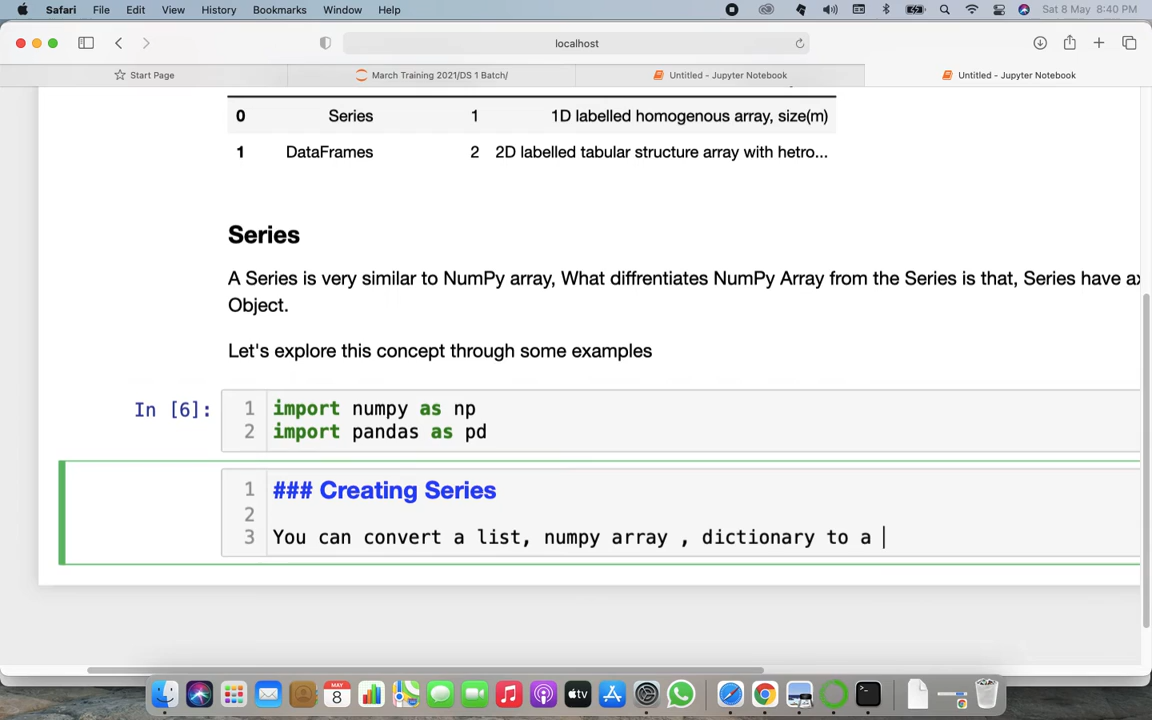 Safari File Edit View History Bookmarks Window Help Sat 8 May 8:40 PM
localhost
Start Page March Training 2021/DS 1 Batch/ Untitled - Jupyter Notebook Untitled - Jupyter Notebook
0 Series 1 1D labelled homogenous array, size(m)
1 DataFrames 2 2D labelled tabular structure array with hetro...
Series
A Series is very similar to NumPy array, What diffrentiates NumPy Array from the Series is that, Series have
Object.
Let's explore this concept through some examples
In [6]: 1 import numpy as np
2 import pandas as pd
1 ### Creating Series
2
3 You can convert a list, numpy array , dictionary to a
MAY
8
tv